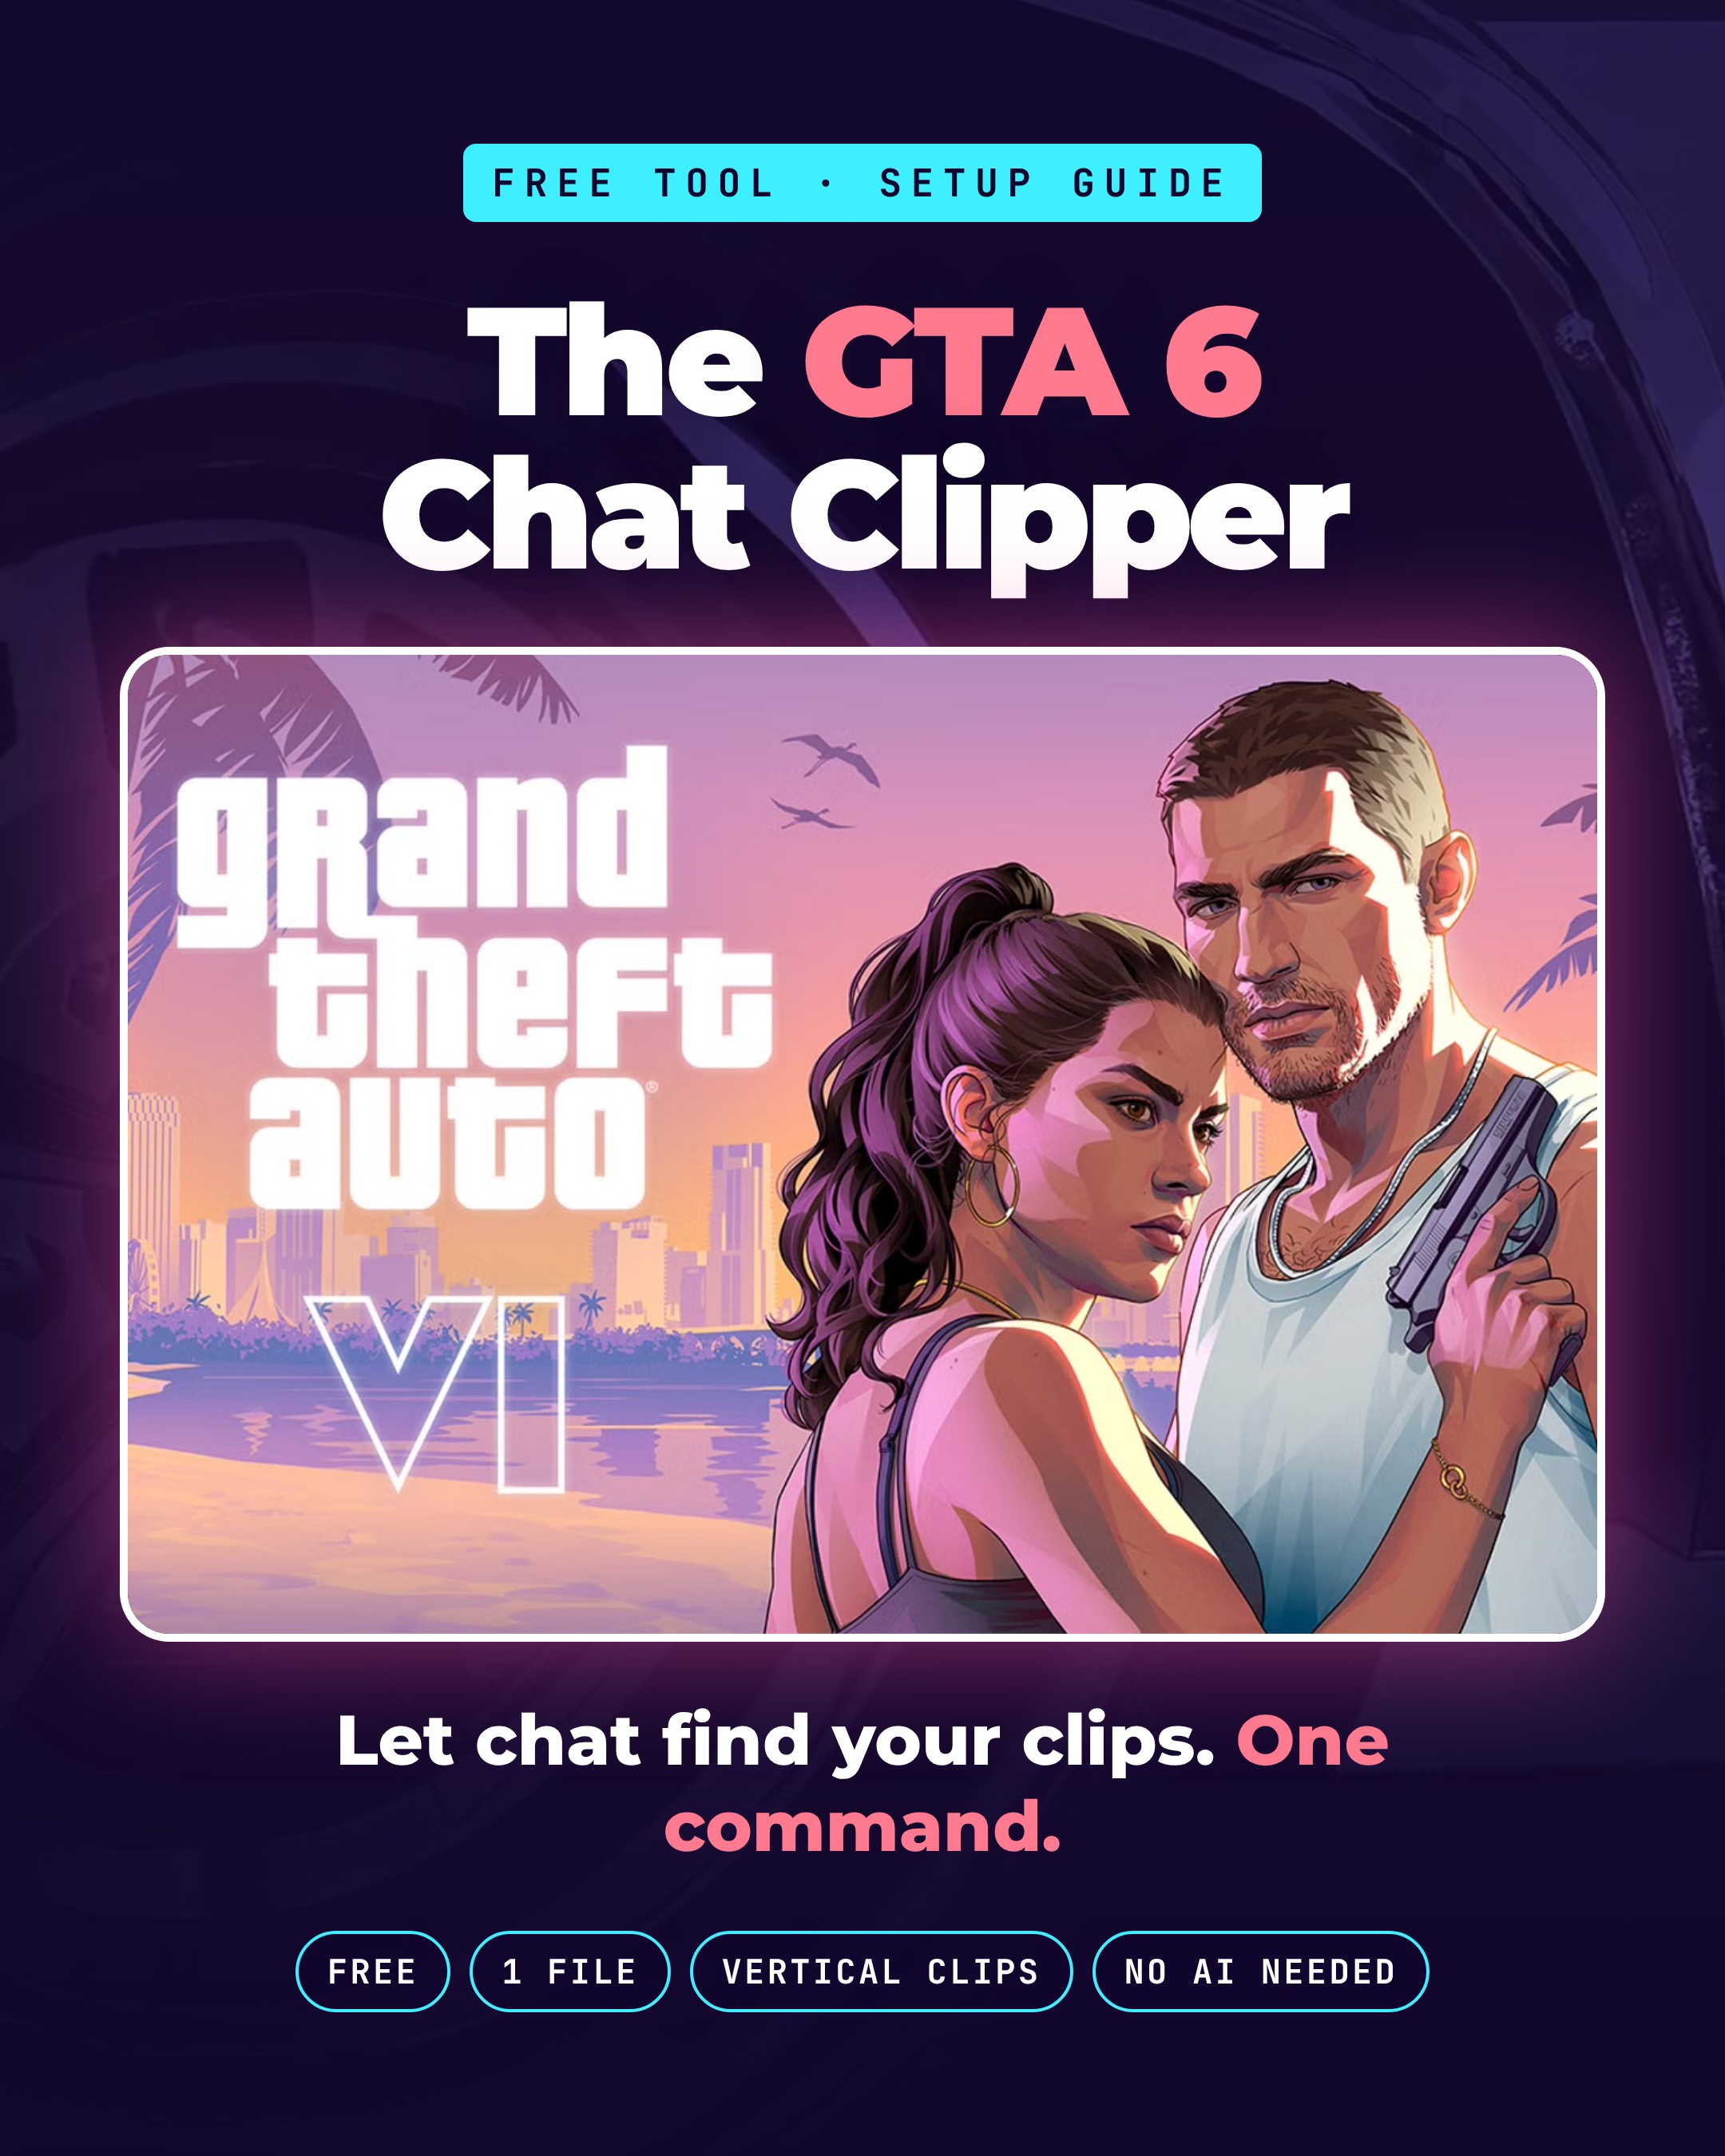 FREE TOOL · SETUP GUIDE
The GTA 6
Chat Clipper
grand
theft
auto®
VI
Let chat find your clips. One
command.
FREE
1 FILE
VERTICAL CLIPS
NO AI NEEDED